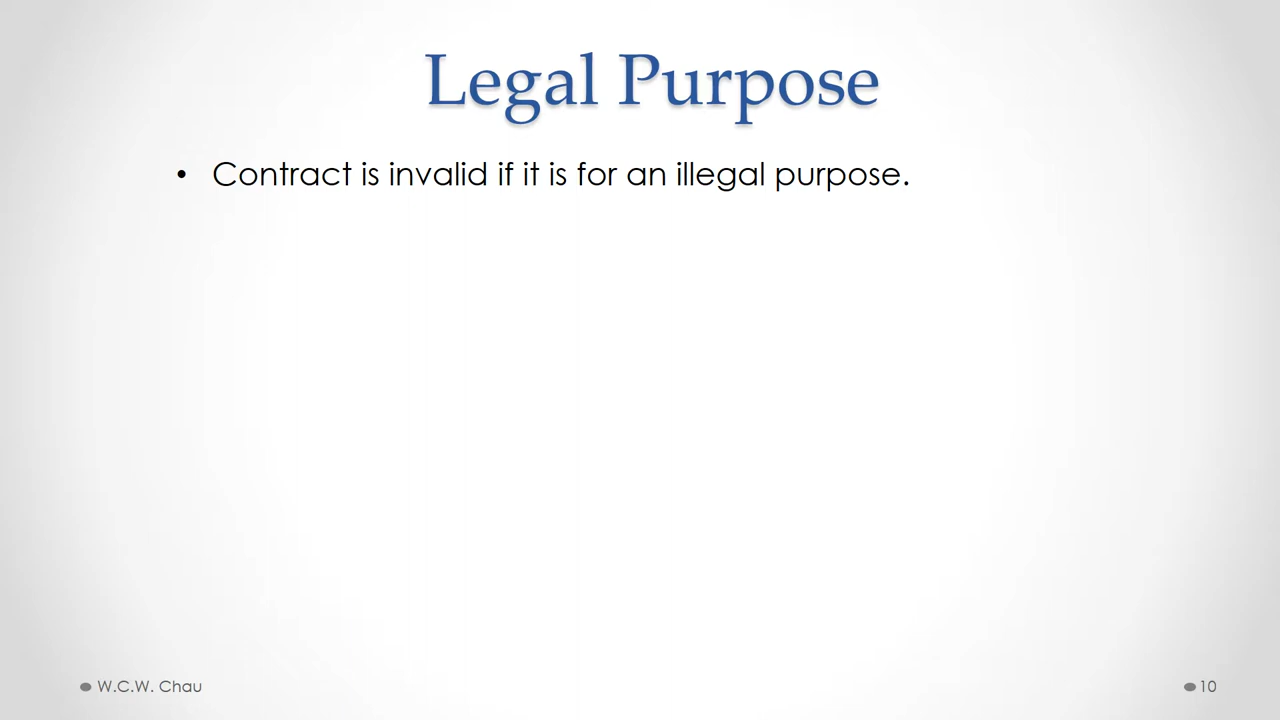 Legal Purpose
• Contract is invalid if it is for an illegal purpose.
W.C.W. Chau
10